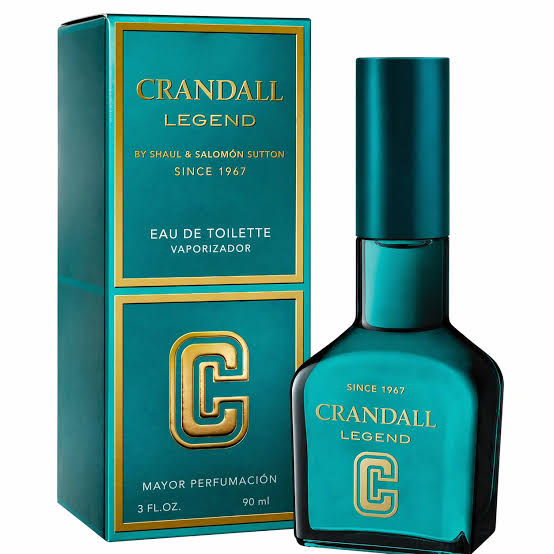 CRANDALL
LEGEND
BY SHAUL & SALOMÓN SUTTON
SINCE 1967
EAU DE TOILETTE
VAPORIZADOR
C
MAYOR PERFUMACIÓN
3 FL.OZ. 90 ml
SINCE 1967
CRANDALL
LEGEND
C